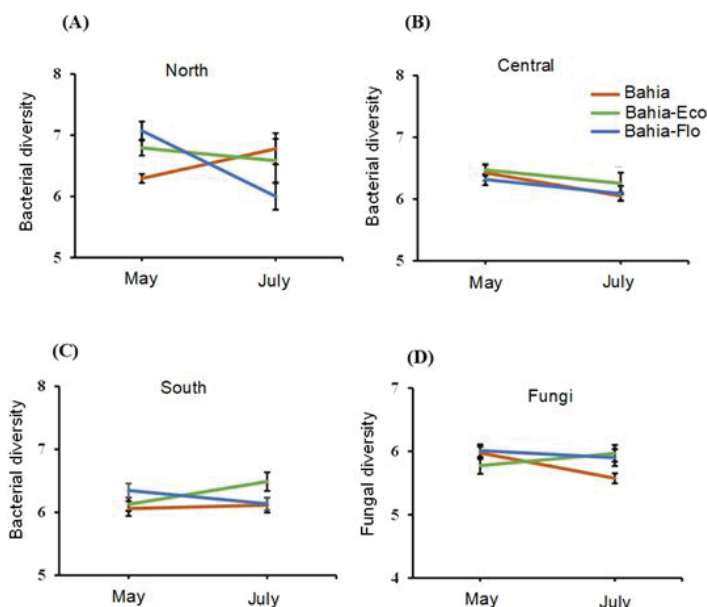 (A)
North
8
7
6
5
Bacterial diversity
May July
(B)
Central
8
7
6
5
Bacterial diversity
May July
Bahia
Bahia-Eco
Bahia-Flo
(C)
South
8
7
6
5
Bacterial diversity
May July
(D)
Fungi
7
6
5
4
Fungal diversity
May July